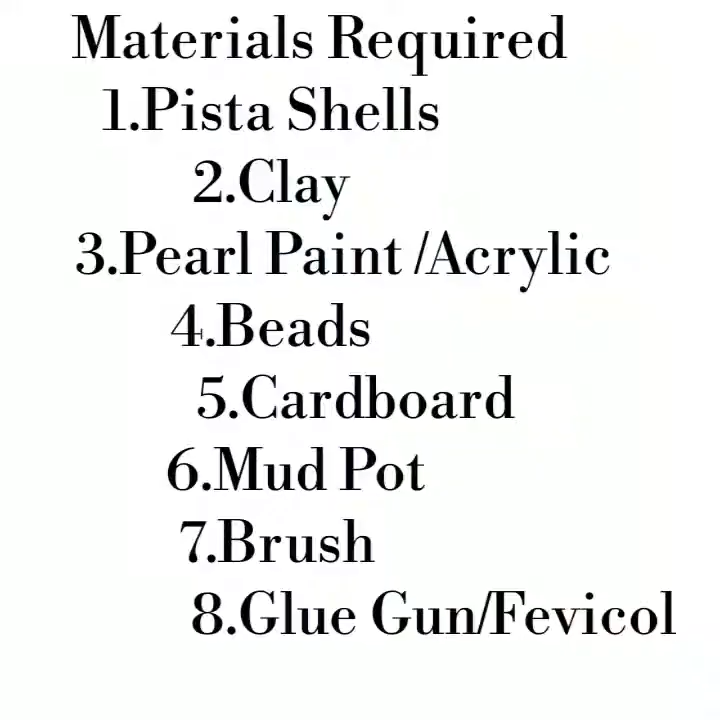 Materials Required
1.Pista Shells
2.Clay
3.Pearl Paint /Acrylic
4.Beads
5.Cardboard
6.Mud Pot
7.Brush
8.Glue Gun/Fevicol